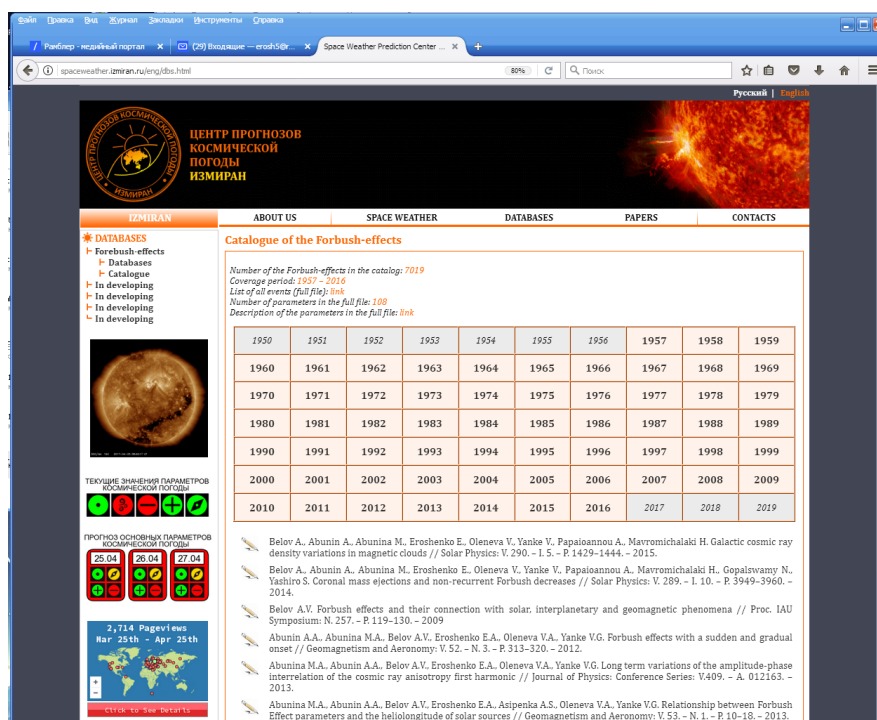 Файл Правка Вид Журнал Закладки Инструменты Справка
Рамблер - медийный портал
(29) Входящие — erosh5@r...
Space Weather Prediction Center ...
spaceweather.izmiran.ru/eng/dbs.html
80%
Поиск
Русский | English
ЦЕНТР ПРОГНОЗОВ КОСМИЧЕСКОЙ ПОГОДЫ
ИЗМИРАН
ЦЕНТР ПРОГНОЗОВ
КОСМИЧЕСКОЙ
ПОГОДЫ
ИЗМИРАН
IZMIRAN
ABOUT US
SPACE WEATHER
DATABASES
PAPERS
CONTACTS
DATABASES
Forebush-effects
Databases
Catalogue
In developing
In developing
In developing
In developing
ТЕКУЩИЕ ЗНАЧЕНИЯ ПАРАМЕТРОВ
КОСМИЧЕСКОЙ ПОГОДЫ
ПРОГНОЗ ОСНОВНЫХ ПАРАМЕТРОВ
КОСМИЧЕСКОЙ ПОГОДЫ
25.04 26.04 27.04
2,714 Pageviews
Mar 25th - Apr 25th
Click to See Details
Catalogue of the Forbush-effects
Number of the Forbush-effects in the catalog: 7019
Coverage period: 1957 – 2016
List of all events (full file): link
Number of parameters in the full file: 108
Description of the parameters in the full file: link
1950 1951 1952 1953 1954 1955 1956 1957 1958 1959
1960 1961 1962 1963 1964 1965 1966 1967 1968 1969
1970 1971 1972 1973 1974 1975 1976 1977 1978 1979
1980 1981 1982 1983 1984 1985 1986 1987 1988 1989
1990 1991 1992 1993 1994 1995 1996 1997 1998 1999
2000 2001 2002 2003 2004 2005 2006 2007 2008 2009
2010 2011 2012 2013 2014 2015 2016 2017 2018 2019
Belov A., Abunin A., Abunina M., Eroshenko E., Oleneva V., Yanke V., Papaioannou A., Mavromichalaki H. Galactic cosmic ray
density variations in magnetic clouds // Solar Physics: V. 290. – I. 5. – P. 1429–1444. – 2015.
Belov A., Abunin A., Abunina M., Eroshenko E., Oleneva V., Yanke V., Papaioannou A., Mavromichalaki H., Gopalswamy N.,
Yashiro S. Coronal mass ejections and non-recurrent Forbush decreases // Solar Physics: V. 289. – I. 10. – P. 3949–3960. –
2014.
Belov A.V. Forbush effects and their connection with solar, interplanetary and geomagnetic phenomena // Proc. IAU
Symposium: N. 257. – P. 119–130. – 2009
Abunin A.A., Abunina M.A., Belov A.V., Eroshenko E.A., Oleneva V.A., Yanke V.G. Forbush effects with a sudden and gradual
onset // Geomagnetism and Aeronomy: V. 52. – N. 3. – P. 313–320. – 2012.
Abunina M.A., Abunin A.A., Belov A.V., Eroshenko E.A., Oleneva V.A., Yanke V.G. Long term variations of the amplitude-phase
interrelation of the cosmic ray anisotropy first harmonic // Journal of Physics: Conference Series: V.409. – A. 012163. –
2013.
Abunina M.A., Abunin A.A., Belov A.V., Eroshenko E.A., Asipenka A.S., Oleneva V.A., Yanke V.G. Relationship between Forbush
Effect parameters and the heliolongitude of solar sources // Geomagnetism and Aeronomy: V. 53. – N. 1. – P. 10–18. – 2013.